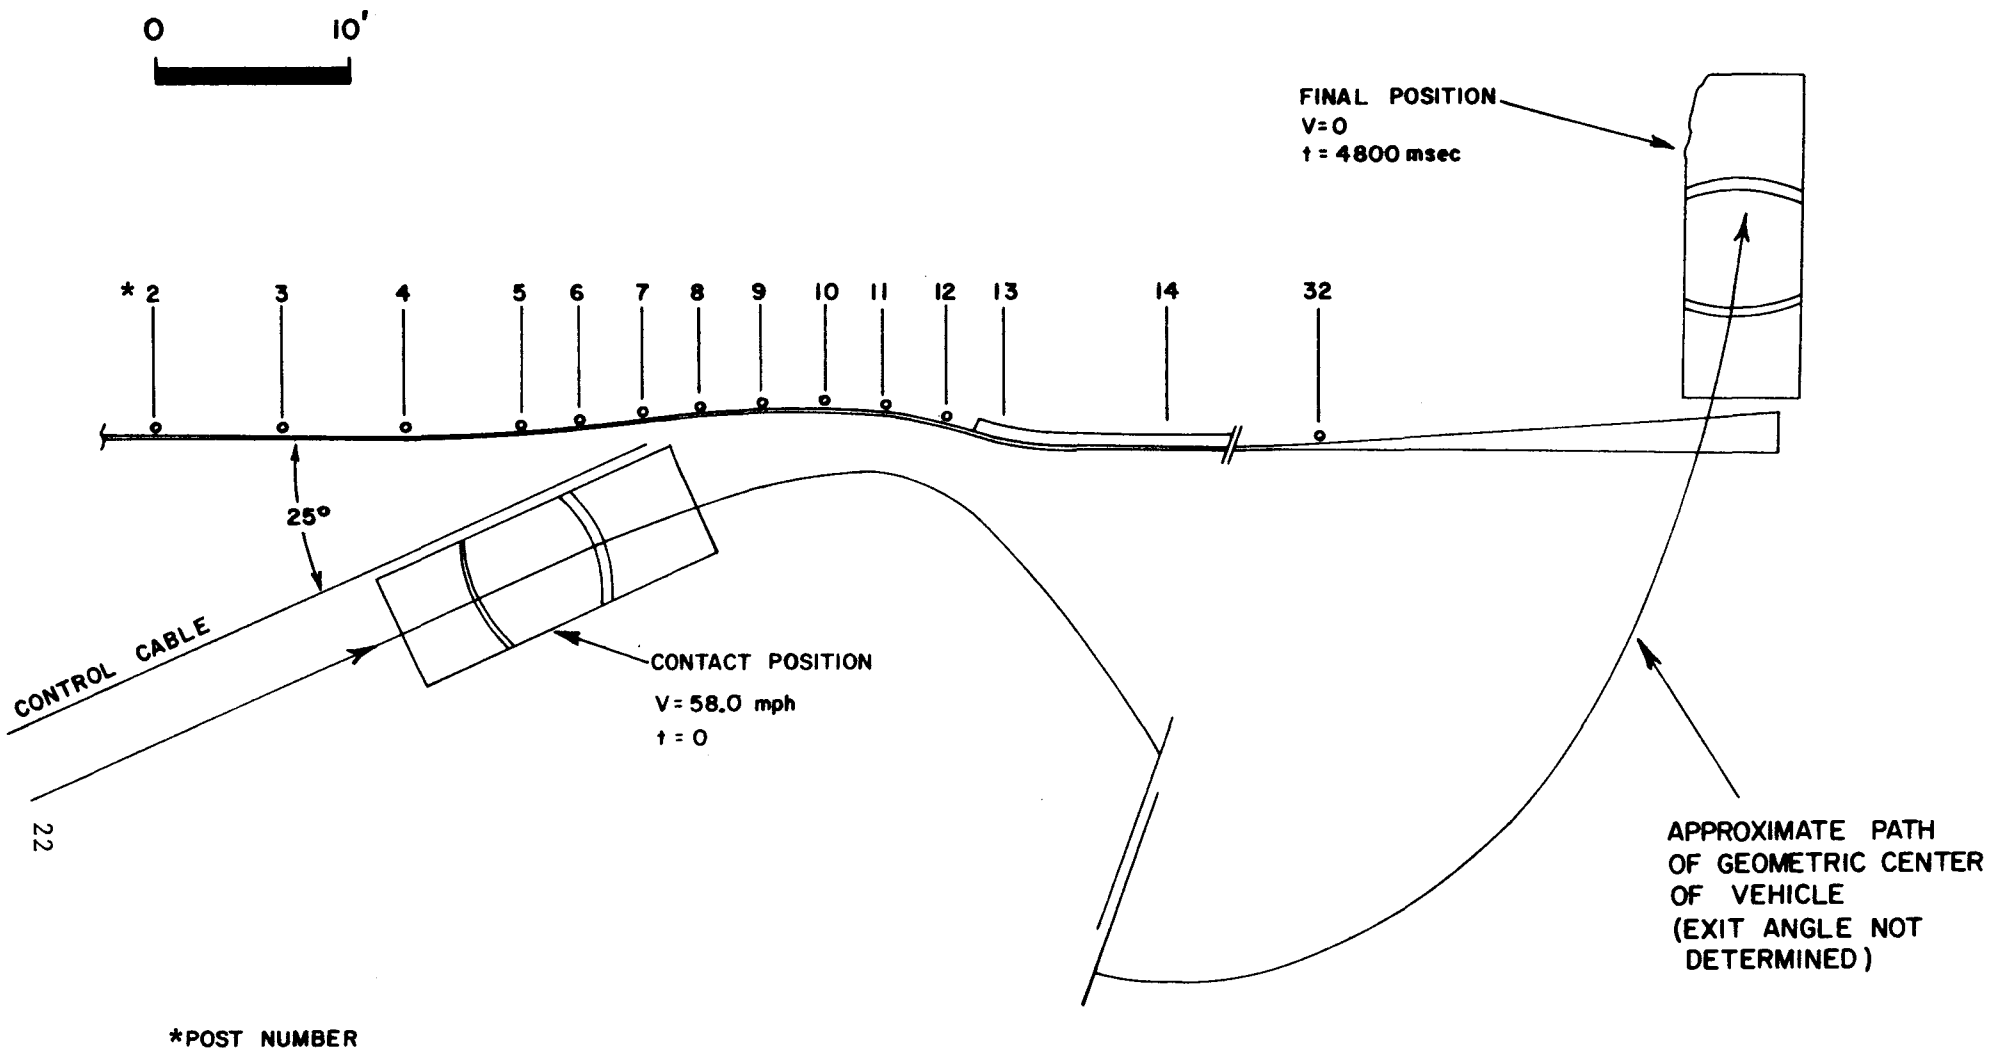 0 10'
FINAL POSITION
V=0
t = 4800 msec
* 2 3 4 5 6 7 8 9 10 11 12 13 14 32
25°
CONTROL CABLE
CONTACT POSITION
V=58.0 mph
t = 0
22
APPROXIMATE PATH
OF GEOMETRIC CENTER
OF VEHICLE
(EXIT ANGLE NOT
DETERMINED)
*POST NUMBER